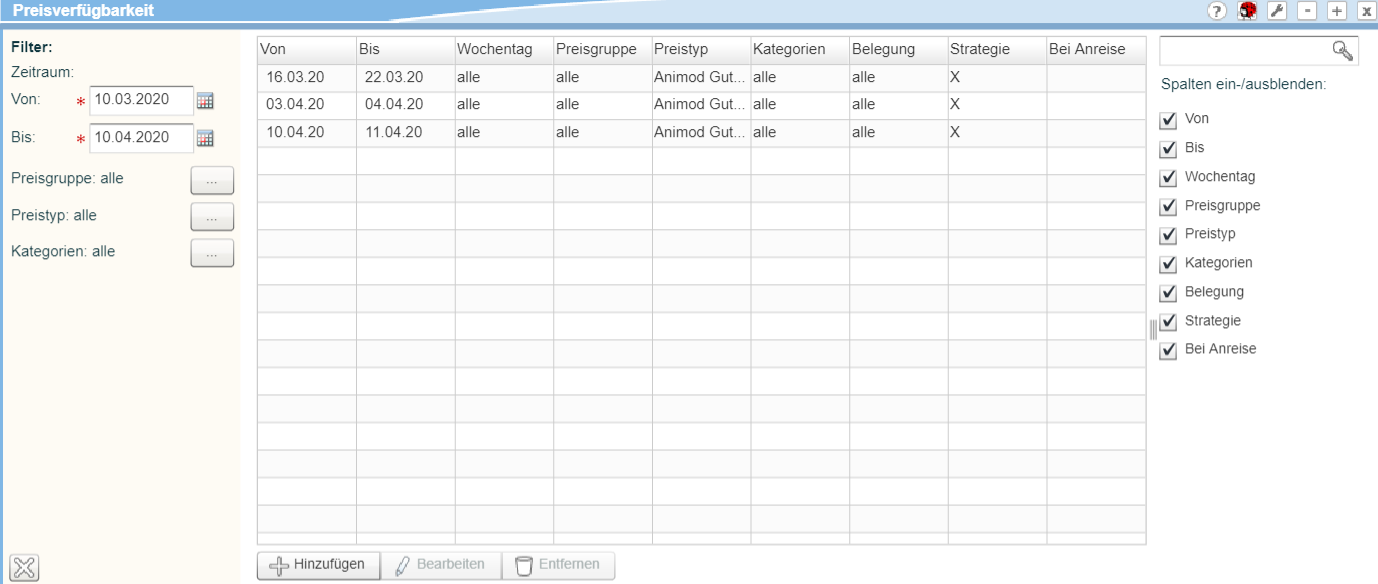 Preisverfügbarkeit
?
Filter:
Zeitraum:
Von: * 10.03.2020
Bis: * 10.04.2020
Preisgruppe: alle ...
Preistyp: alle ...
Kategorien: alle ...
Von Bis Wochentag Preisgruppe Preistyp Kategorien Belegung Strategie Bei Anreise
16.03.20 22.03.20 alle alle Animod Gut... alle alle X
03.04.20 04.04.20 alle alle Animod Gut... alle alle X
10.04.20 11.04.20 alle alle Animod Gut... alle alle X
Hinzufügen Bearbeiten Entfernen
Spalten ein-/ausblenden:
Von
Bis
Wochentag
Preisgruppe
Preistyp
Kategorien
Belegung
Strategie
Bei Anreise